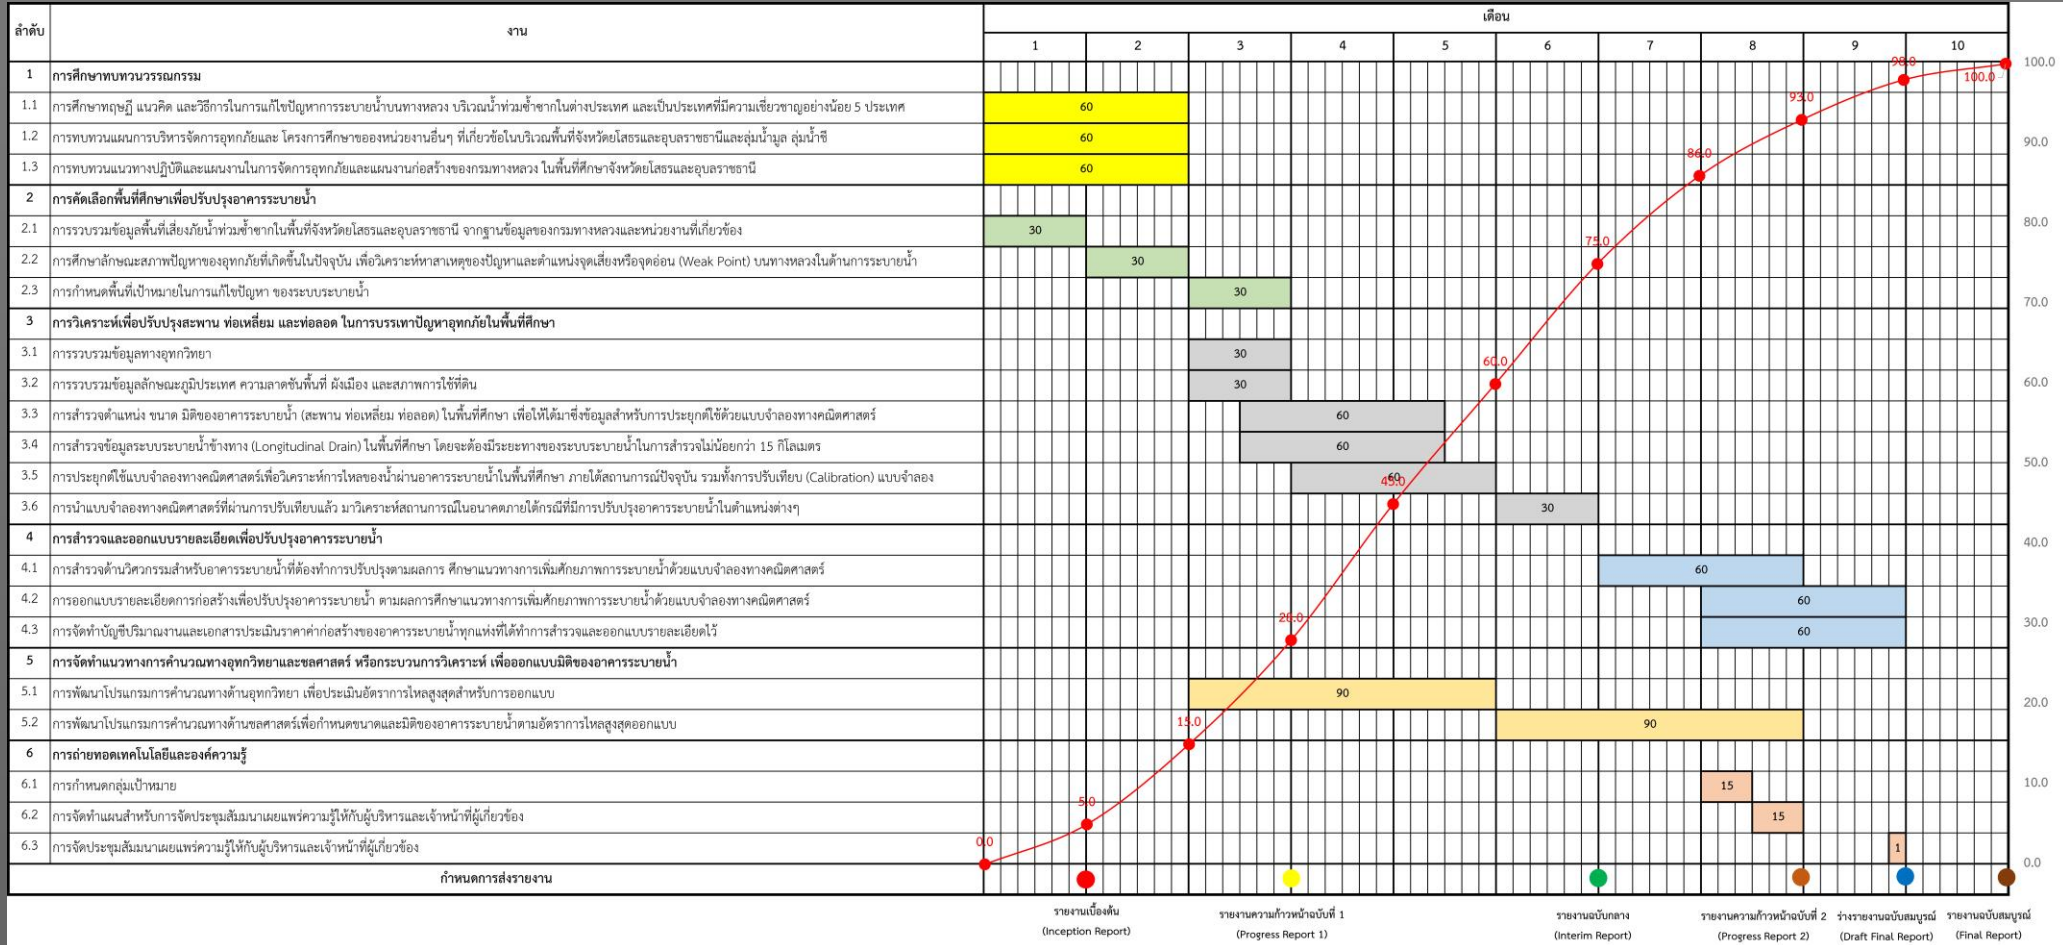 ลำดับ งาน เดือน
1 2 3 4 5 6 7 8 9 10
1 การศึกษาทบทวนวรรณกรรม
1.1 การศึกษาทฤษฎี แนวคิด และวิธีการในการแก้ไขปัญหาการระบายน้ำบนทางหลวง บริเวณน้ำท่วมซ้ำซากในต่างประเทศ และเป็นประเทศที่มีความเชี่ยวชาญอย่างน้อย 5 ประเทศ 60
1.2 การทบทวนแผนการบริหารจัดการอุทกภัยและ โครงการศึกษาขอองหน่วยงานอื่นๆ ที่เกี่ยวข้อในบริเวณพื้นที่จังหวัดยโสธรและอุบลราชธานีและลุ่มน้ำมูล ลุ่มน้ำชี 60
1.3 การทบทวนแนวทางปฏิบัติและแผนงานในการจัดการอุทกภัยและแผนงานก่อสร้างของกรมทางหลวง ในพื้นที่ศึกษาจังหวัดยโสธรและอุบลราชธานี 60
2 การคัดเลือกพื้นที่ศึกษาเพื่อปรับปรุงอาคารระบายน้ำ
2.1 การรวบรวมข้อมูลพื้นที่เสี่ยงภัยน้ำท่วมซ้ำซากในพื้นที่จังหวัดยโสธรและอุบลราชธานี จากฐานข้อมูลของกรมทางหลวงและหน่วยงานที่เกี่ยวข้อง 30
2.2 การศึกษาลักษณะสภาพปัญหาของอุทกภัยที่เกิดขึ้นในปัจจุบัน เพื่อวิเคราะห์หาสาเหตุของปัญหาและตำแหน่งจุดเสี่ยงหรือจุดอ่อน (Weak Point) บนทางหลวงในด้านการระบายน้ำ 30
2.3 การกำหนดพื้นที่เป้าหมายในการแก้ไขปัญหา ของระบบระบายน้ำ 30
3 การวิเคราะห์เพื่อปรับปรุงสะพาน ท่อเหลี่ยม และท่อลอด ในการบรรเทาปัญหาอุทกภัยในพื้นที่ศึกษา
3.1 การรวบรวมข้อมูลทางอุทกวิทยา 30
3.2 การรวบรวมข้อมูลลักษณะภูมิประเทศ ความลาดชันพื้นที่ ผังเมือง และสภาพการใช้ที่ดิน 30
3.3 การสำรวจตำแหน่ง ขนาด มิติของอาคารระบายน้ำ (สะพาน ท่อเหลี่ยม ท่อลอด) ในพื้นที่ศึกษา เพื่อให้ได้มาซึ่งข้อมูลสำหรับการประยุกต์ใช้ด้วยแบบจำลองทางคณิตศาสตร์ 60
3.4 การสำรวจข้อมูลระบบระบายน้ำข้างทาง (Longitudinal Drain) ในพื้นที่ศึกษา โดยจะต้องมีระยะทางของระบบระบายน้ำในการสำรวจไม่น้อยกว่า 15 กิโลเมตร 60
3.5 การประยุกต์ใช้แบบจำลองทางคณิตศาสตร์เพื่อวิเคราะห์การไหลของน้ำผ่านอาคารระบายน้ำในพื้นที่ศึกษา ภายใต้สถานการณ์ปัจจุบัน รวมทั้งการปรับเทียบ (Calibration) แบบจำลอง 60
3.6 การนำแบบจำลองทางคณิตศาสตร์ที่ผ่านการปรับเทียบแล้ว มาวิเคราะห์สถานการณ์ในอนาคตภายใต้กรณีที่มีการปรับปรุงอาคารระบายน้ำในตำแหน่งต่างๆ 30
4 การสำรวจและออกแบบรายละเอียดเพื่อปรับปรุงอาคารระบายน้ำ
4.1 การสำรวจด้านวิศวกรรมสำหรับอาคารระบายน้ำที่ต้องทำการปรับปรุงตามผลการ ศึกษาแนวทางการเพิ่มศักยภาพการระบายน้ำด้วยแบบจำลองทางคณิตศาสตร์ 60
4.2 การออกแบบรายละเอียดการก่อสร้างเพื่อปรับปรุงอาคารระบายน้ำ ตามผลการศึกษาแนวทางการเพิ่มศักยภาพการระบายน้ำด้วยแบบจำลองทางคณิตศาสตร์ 60
4.3 การจัดทำบัญชีปริมาณงานและเอกสารประเมินราคาค่าก่อสร้างของอาคารระบายน้ำทุกแห่งที่ได้ทำการสำรวจและออกแบบรายละเอียดไว้ 60
5 การจัดทำแนวทางการคำนวณทางอุทกวิทยาและชลศาสตร์ หรือกระบวนการวิเคราะห์ เพื่อออกแบบมิติของอาคารระบายน้ำ
5.1 การพัฒนาโปรแกรมการคำนวณทางด้านอุทกวิทยา เพื่อประเมินอัตราการไหลสูงสุดสำหรับการออกแบบ 90
5.2 การพัฒนาโปรแกรมการคำนวณทางด้านชลศาสตร์เพื่อกำหนดขนาดและมิติของอาคารระบายน้ำตามอัตราการไหลสูงสุดออกแบบ 90
6 การถ่ายทอดเทคโนโลยีและองค์ความรู้
6.1 การกำหนดกลุ่มเป้าหมาย 15
6.2 การจัดทำแผนสำหรับการจัดประชุมสัมมนาเผยแพร่ความรู้ให้กับผู้บริหารและเจ้าหน้าที่ผู้เกี่ยวข้อง 15
6.3 การจัดประชุมสัมมนาเผยแพร่ความรู้ให้กับผู้บริหารและเจ้าหน้าที่ผู้เกี่ยวข้อง 1
กำหนดการส่งรายงาน
0.0
5.0
15.0
28.0
45.0
60.0
75.0
86.0
93.0
98.0
100.0
100.0
90.0
80.0
70.0
60.0
50.0
40.0
30.0
20.0
10.0
0.0
รายงานเบื้องต้น
(Inception Report)
รายงานความก้าวหน้าฉบับที่ 1
(Progress Report 1)
รายงานฉบับกลาง
(Interim Report)
รายงานความก้าวหน้าฉบับที่ 2
(Progress Report 2)
ร่างรายงานฉบับสมบูรณ์
(Draft Final Report)
รายงานฉบับสมบูรณ์
(Final Report)